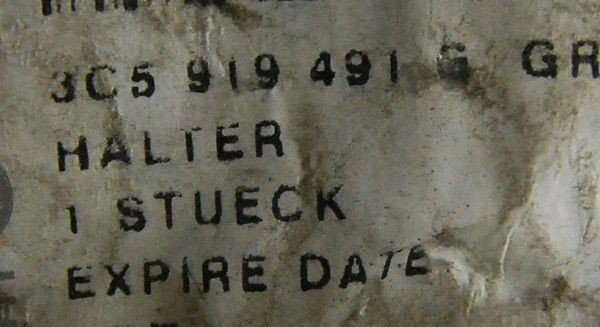 3C5 919 491 G GR
HALTER
1 STUECK
EXPIRE DATE